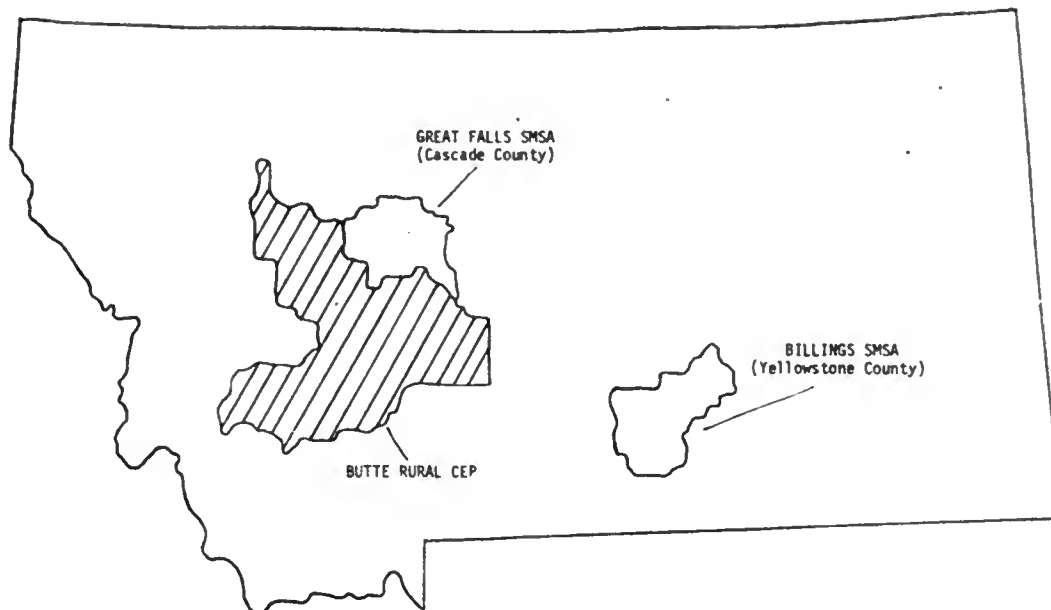 GREAT FALLS SMSA
(Cascade County)
BILLINGS SMSA
(Yellowstone County)
BUTTE RURAL CEP